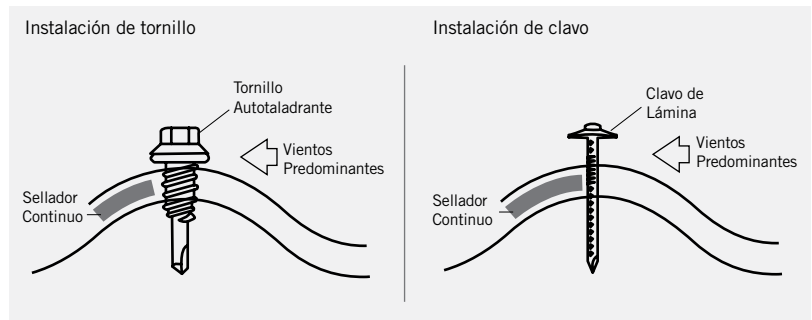 Instalación de tornillo
Tornillo
Autotaladrante
Vientos
Predominantes
Sellador
Continuo
Instalación de clavo
Clavo de
Lámina
Vientos
Predominantes
Sellador
Continuo